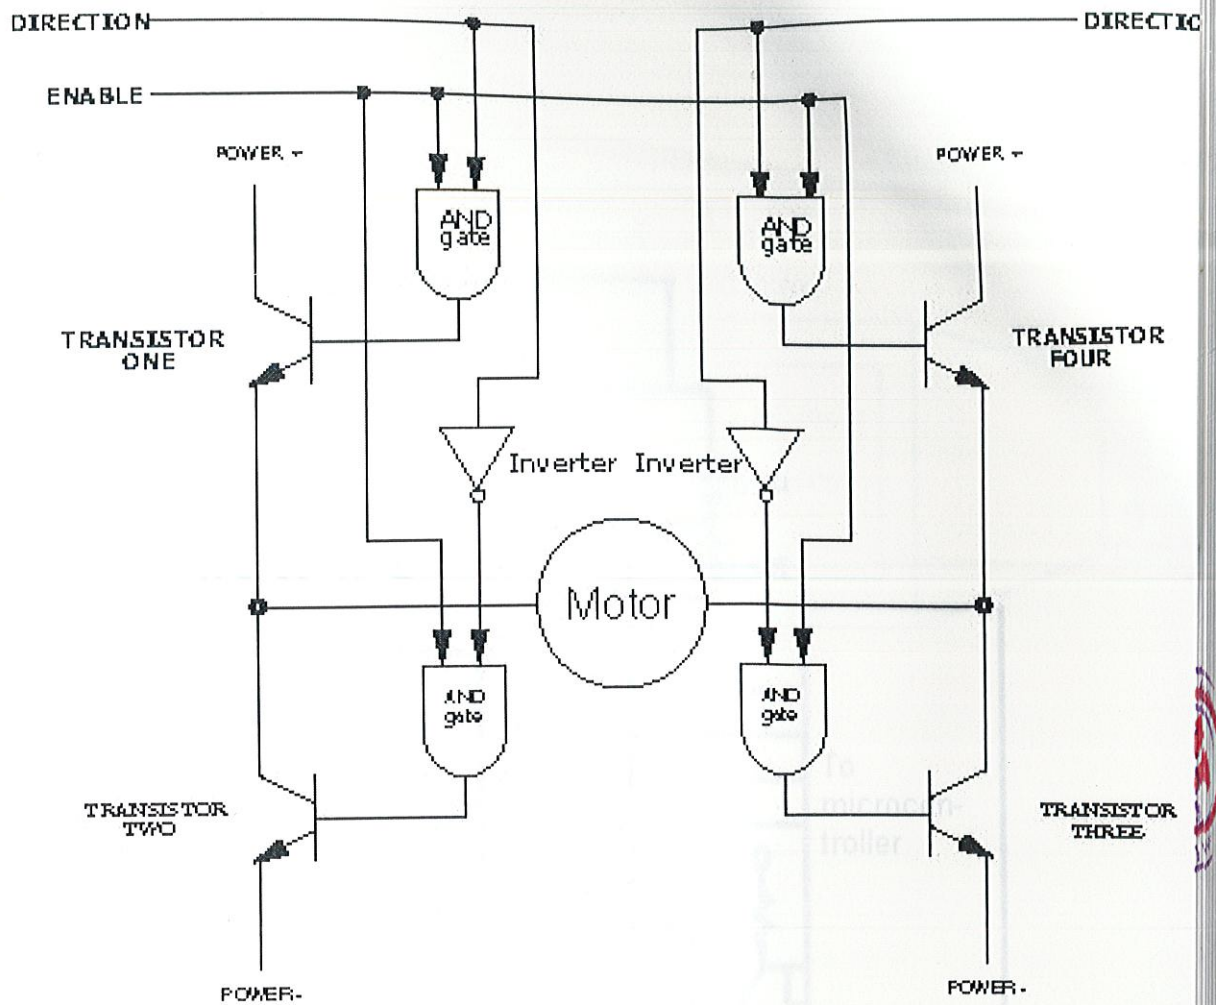 DIRECTION
DIRECTIC
ENABLE
POWER +
POWER +
AND
gate
AND
gate
TRANSISTOR
ONE
TRANSISTOR
FOUR
Inverter
Inverter
Motor
AND
gate
AND
gate
To
microcon-
troller
TRANSISTOR
TWO
TRANSISTOR
THREE
POWER-
POWER-